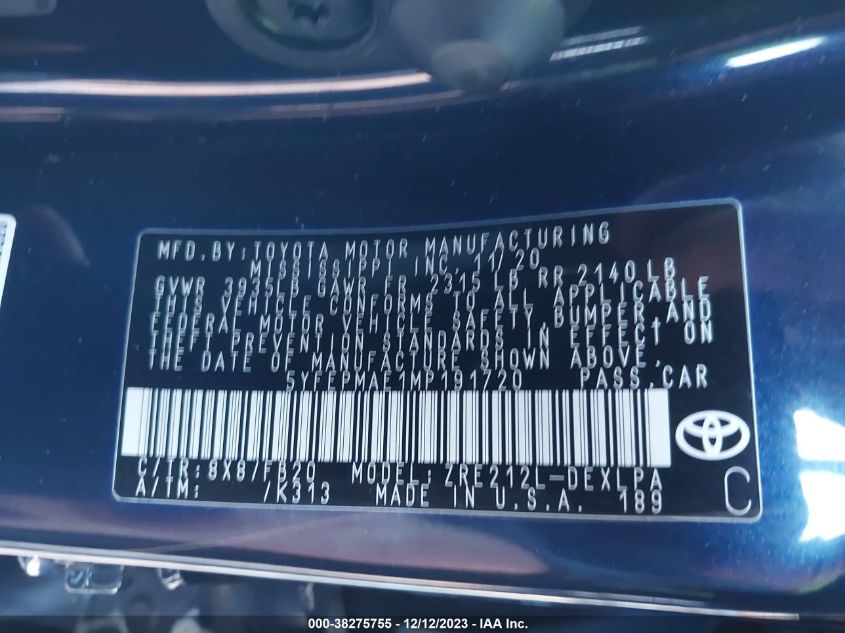 MFD. BY: TOYOTA MOTOR MANUFACTURING
MISSISSIPPI INC. 11/20
GVWR 3935LB GAWR FR 2315 LB RR 2140 LB
THIS VEHICLE CONFORMS TO ALL APPLICABLE
FEDERAL MOTOR VEHICLE SAFETY, BUMPER, AND
THEFT PREVENTION STANDARDS IN EFFECT ON
THE DATE OF MANUFACTURE SHOWN ABOVE.
5YFEPMAE1MP191720 PASS. CAR
C/TR: 8X87/FB20 MODEL: ZRE212L-DEXLPA
A/TM: /K313 MADE IN U.S.A. 189
C
000-38275755 - 12/12/2023 - © IAA Inc.